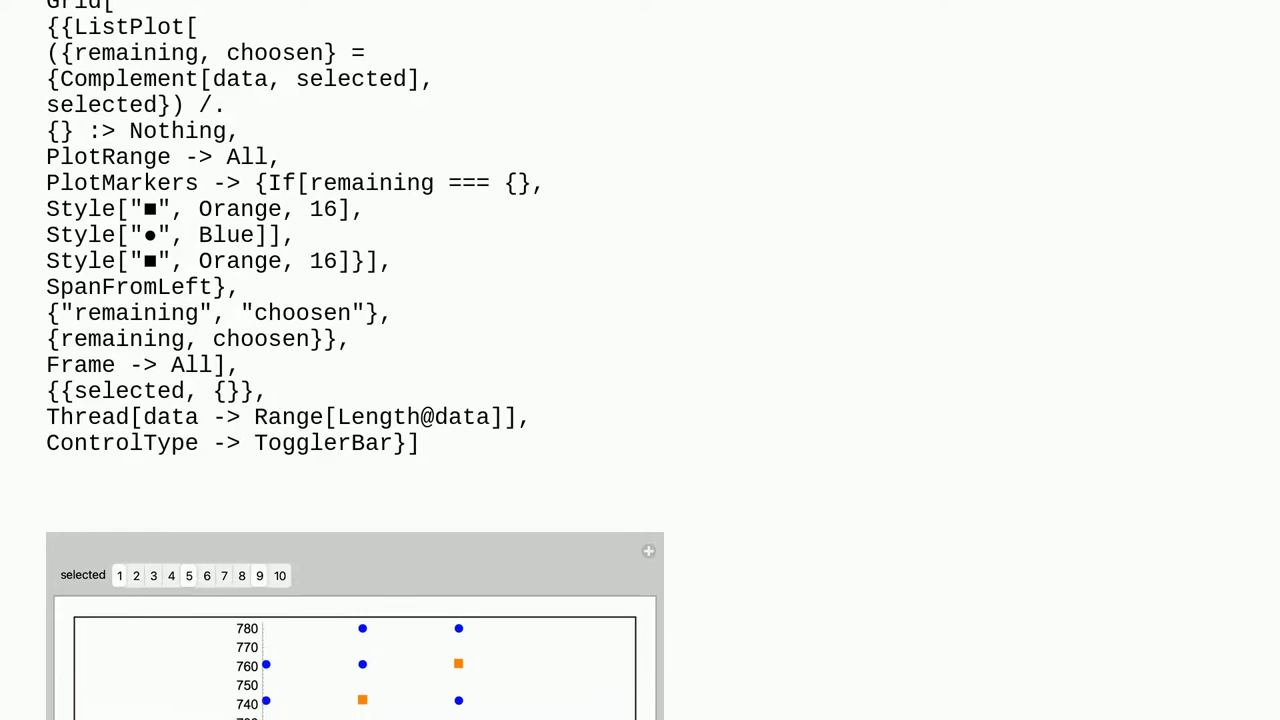 Grid[
{{ListPlot[
({remaining, choosen} =
{Complement[data, selected],
selected}) /.
{} :> Nothing,
PlotRange -> All,
PlotMarkers -> {If[remaining === {},
Style["■", Orange, 16],
Style["●", Blue]],
Style["■", Orange, 16]}],
SpanFromLeft},
{"remaining", "choosen"},
{remaining, choosen}},
Frame -> All],
{{selected, {}},
Thread[data -> Range[Length@data]],
ControlType -> TogglerBar}]
selected 1 2 3 4 5 6 7 8 9 10
780
770
760
750
740